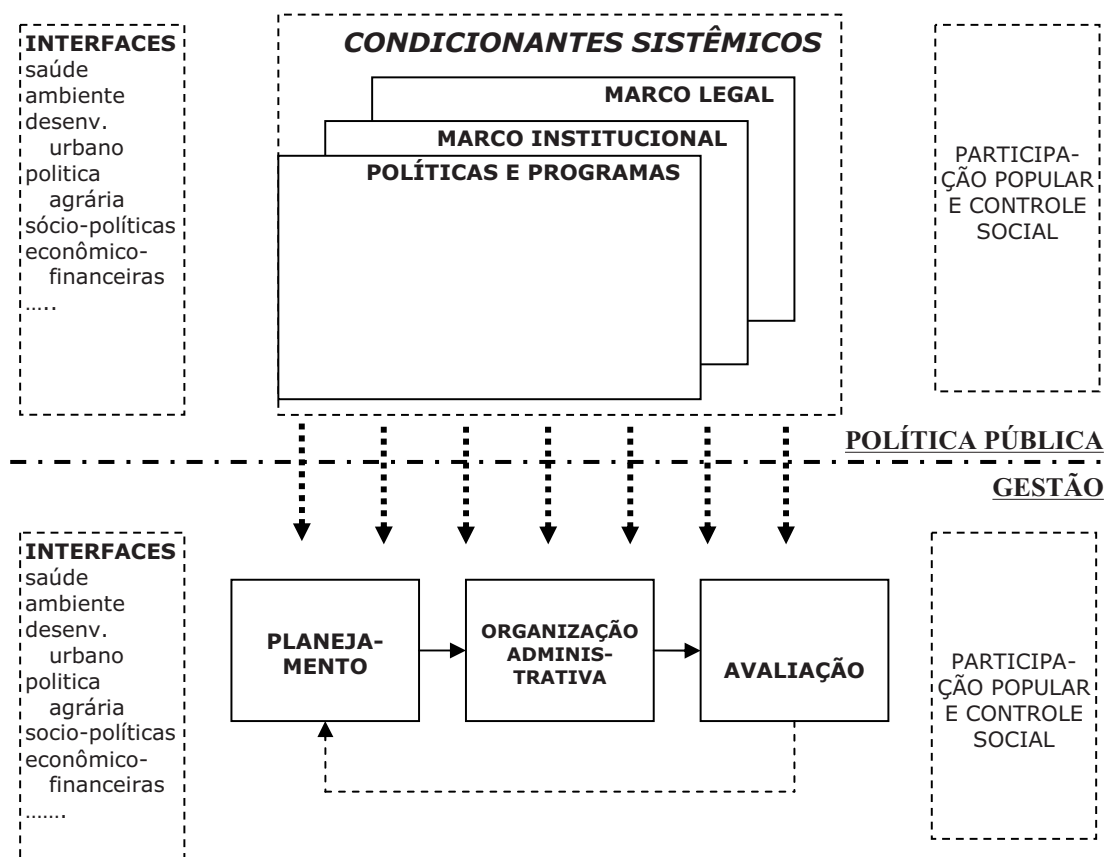 INTERFACES
saúde
ambiente
desenv.
urbano
politica
agrária
sócio-políticas
econômico-
financeiras
…..
CONDICIONANTES SISTÊMICOS
MARCO LEGAL
MARCO INSTITUCIONAL
POLÍTICAS E PROGRAMAS
PARTICIPA-
ÇÃO POPULAR
E CONTROLE
SOCIAL
POLÍTICA PÚBLICA
GESTÃO
INTERFACES
saúde
ambiente
desenv.
urbano
politica
agrária
socio-políticas
econômico-
financeiras
…….
PLANEJA-
MENTO
ORGANIZAÇÃO
ADMINIS-
TRATIVA
AVALIAÇÃO
PARTICIPA-
ÇÃO POPULAR
E CONTROLE
SOCIAL